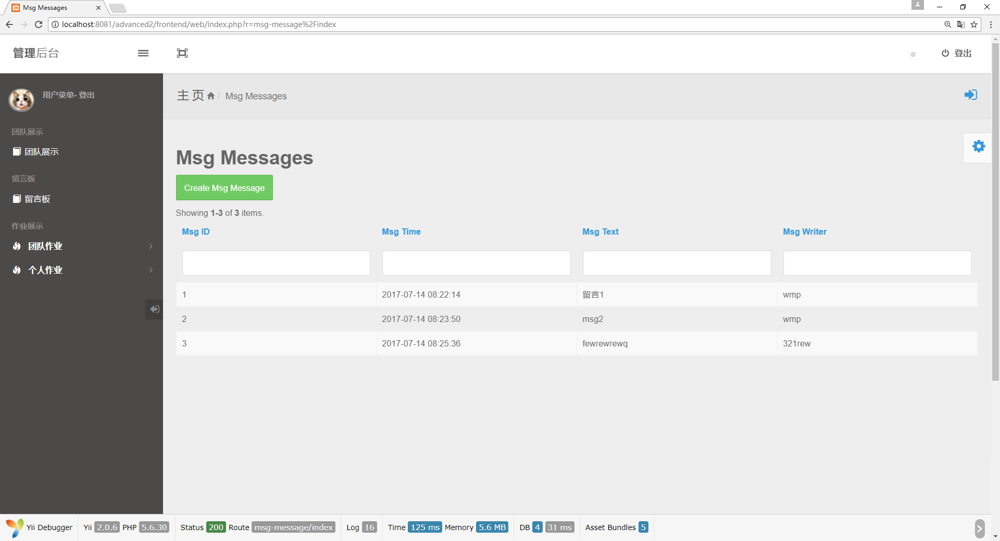 Msg Messages
localhost:8081/advanced2/frontend/web/index.php?r=msg-message%2Findex
管理后台
登出
用户菜单- 登出
团队展示
团队展示
留言板
留言板
作业展示
团队作业
个人作业
主 页 / Msg Messages
Msg Messages
Create Msg Message
Showing 1-3 of 3 items.
Msg ID Msg Time Msg Text Msg Writer
1 2017-07-14 08:22:14 留言1 wmp
2 2017-07-14 08:23:50 msg2 wmp
3 2017-07-14 08:25:36 fewrewrewq 321rew
Yii Debugger Yii 2.0.6 PHP 5.6.30 Status 200 Route msg-message/index Log 16 Time 125 ms Memory 5.6 MB DB 4 31 ms Asset Bundles 5